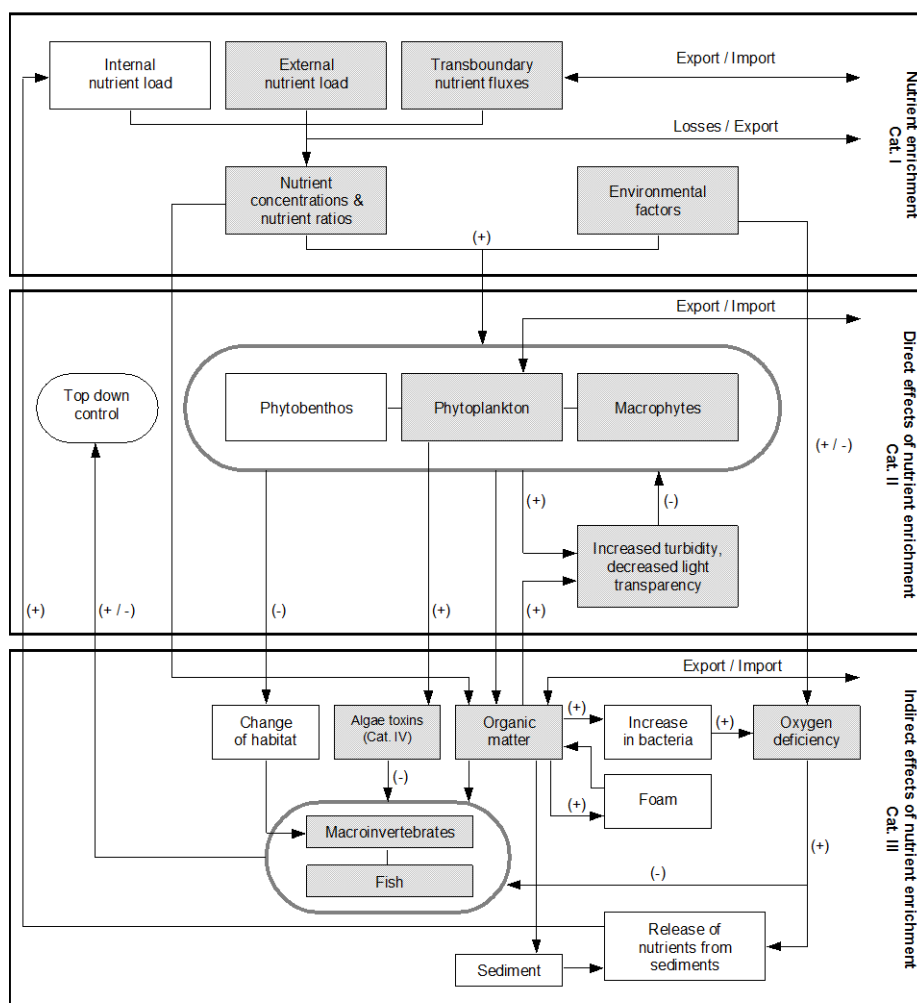 Internal
nutrient load
External
nutrient load
Transboundary
nutrient fluxes
Export / Import
Losses / Export
Nutrient
concentrations &
nutrient ratios
Environmental
factors
(+)
Nutrient enrichment
Cat. I
Export / Import
Top down
control
Phytobenthos
Phytoplankton
Macrophytes
(+ / -)
(+)
(-)
Increased turbidity,
decreased light
transparency
(+)
(+ / -)
(-)
(+)
(+)
Direct effects of nutrient enrichment
Cat. II
Export / Import
Change
of habitat
Algae toxins
(Cat. IV)
Organic
matter
(+)
Increase
in bacteria
(+)
Oxygen
deficiency
(-)
Foam
(+)
Macroinvertebrates
Fish
(+)
(-)
Release of
nutrients from
sediments
Sediment
Indirect effects of nutrient enrichment
Cat. III